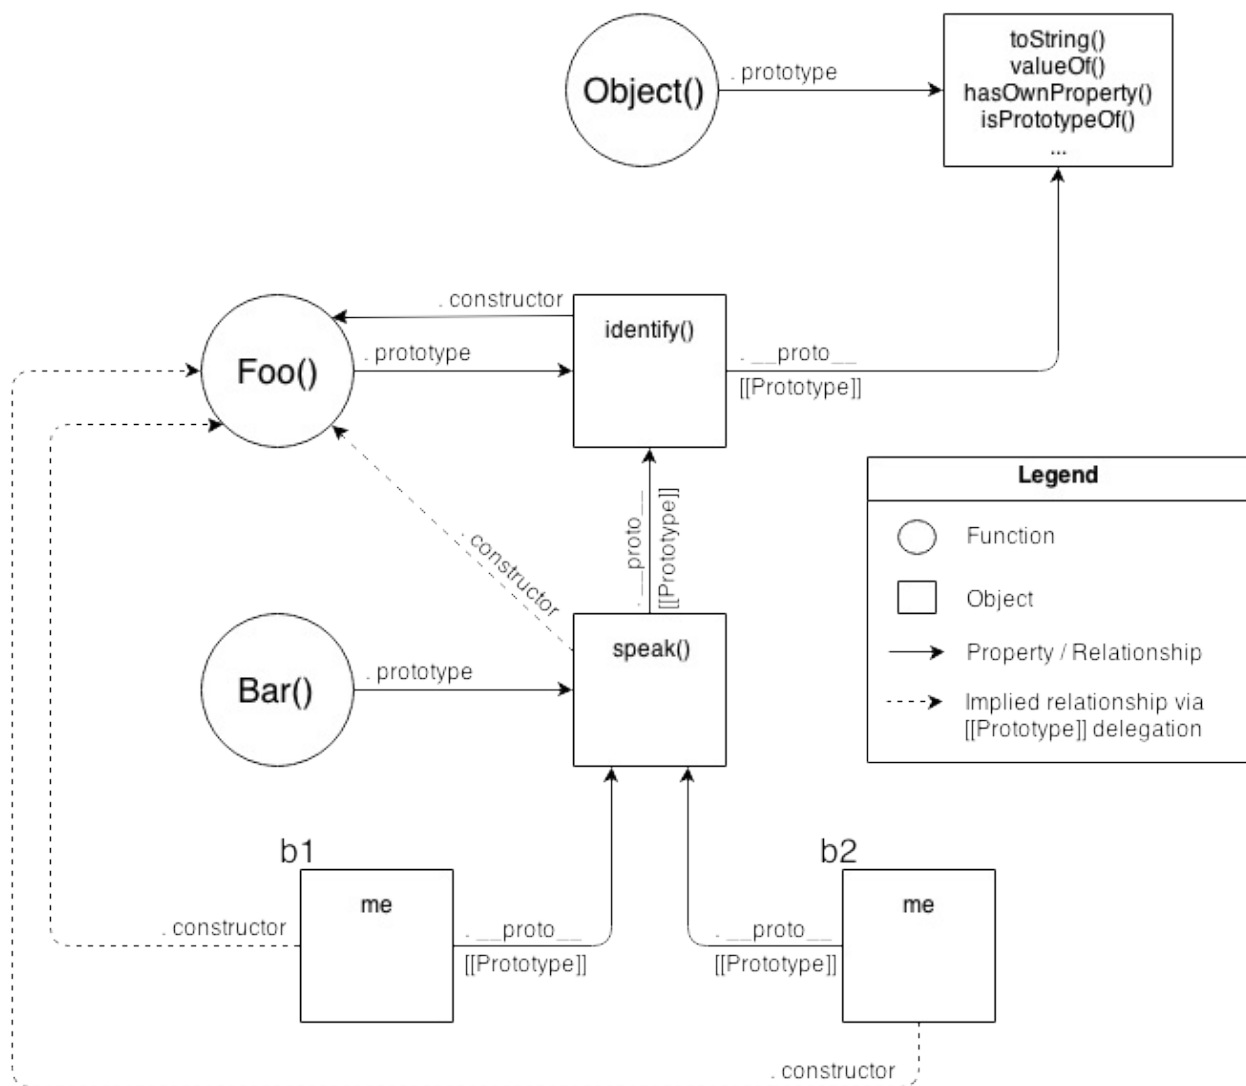 toString()
valueOf()
hasOwnProperty()
isPrototypeOf()
...
Object()
. prototype
. constructor
identify()
Foo()
. prototype
. __proto__
[[Prototype]]
Legend
Function
Object
Property / Relationship
Implied relationship via
[[Prototype]] delegation
. __proto__
[[Prototype]]
. constructor
speak()
Bar()
. prototype
b1
me
. constructor
. __proto__
[[Prototype]]
b2
me
. __proto__
[[Prototype]]
. constructor